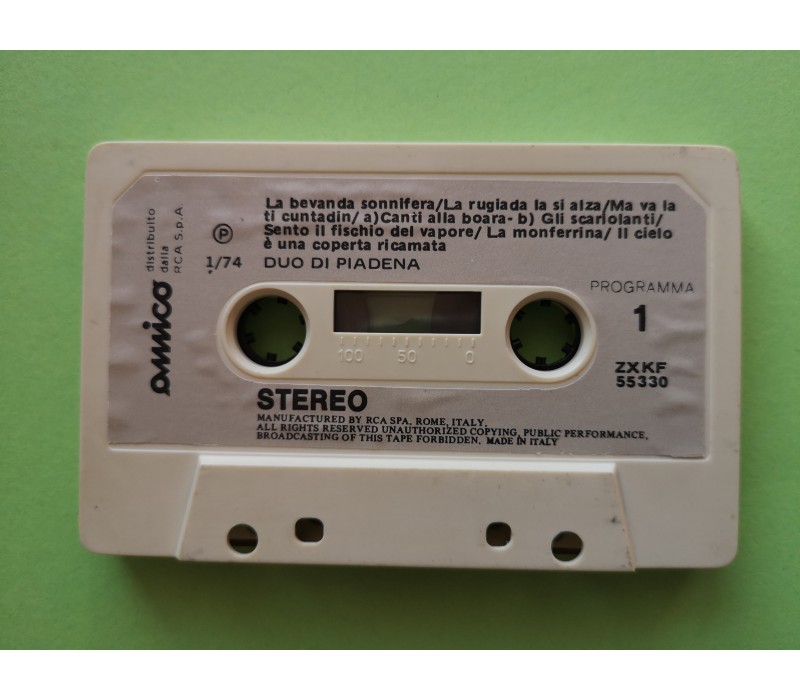 La bevanda sonnifera/La rugiada la si alza/Ma va la
ti cuntadin/ a)Canti alla boara- b) Gli scariolanti/
Sento il fischio del vapore/ La monferrina/ Il cielo
è una coperta ricamata
DUO DI PIADENA
Ⓟ
1/74
amico
distribuito
dalla
RCA S.p.A.
PROGRAMMA
1
ZXKF
55330
100 50 0
STEREO
MANUFACTURED BY RCA SPA, ROME, ITALY,
ALL RIGHTS RESERVED UNAUTHORIZED COPYING, PUBLIC PERFORMANCE,
BROADCASTING OF THIS TAPE FORBIDDEN, MADE IN ITALY